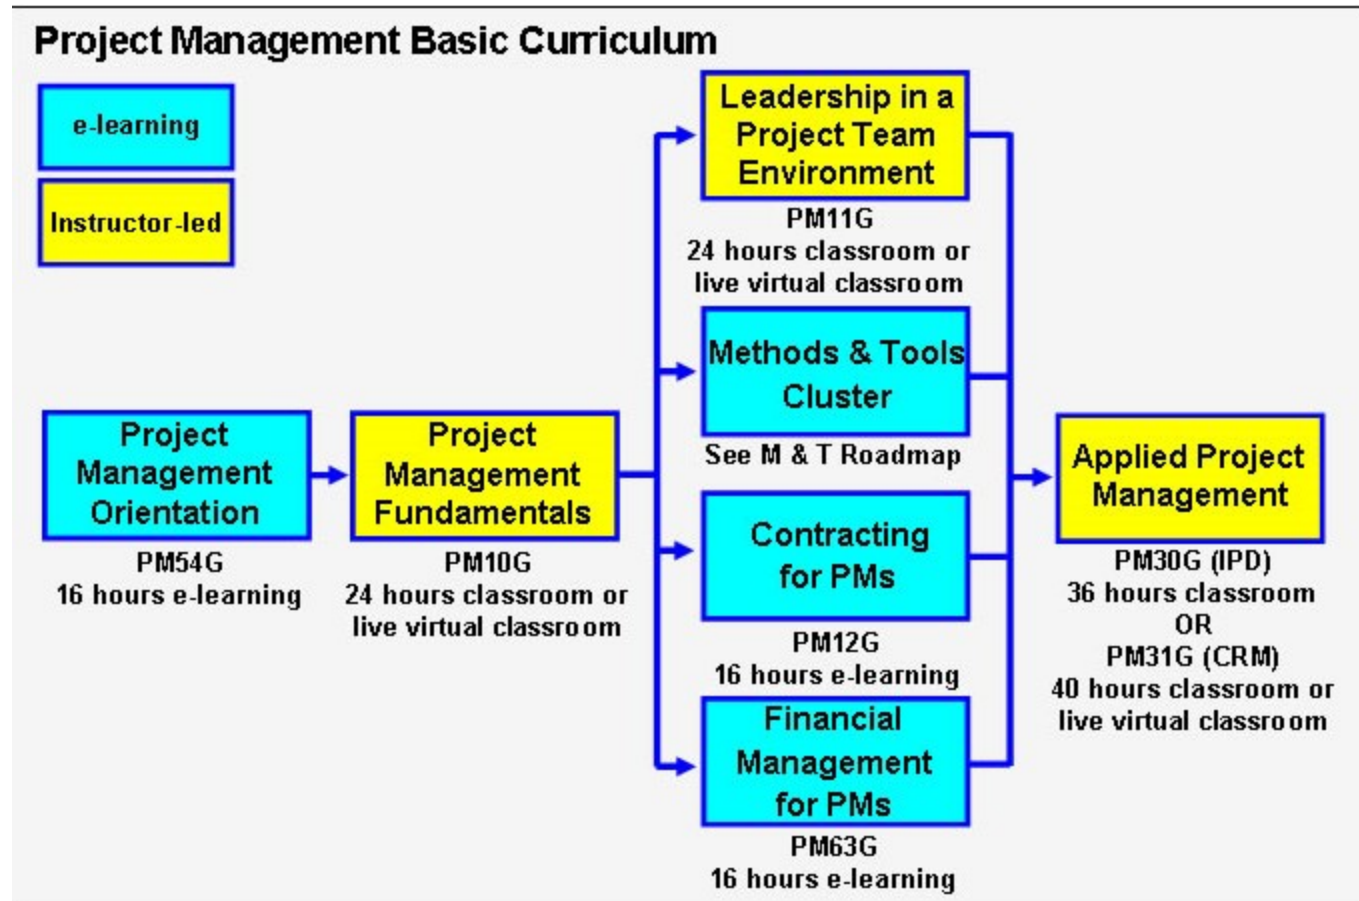 Project Management Basic Curriculum
e-learning
Instructor-led
Project
Management
Orientation
PM54G
16 hours e-learning
Project
Management
Fundamentals
PM10G
24 hours classroom or
live virtual classroom
Leadership in a
Project Team
Environment
PM11G
24 hours classroom or
live virtual classroom
Methods & Tools
Cluster
See M & T Roadmap
Contracting
for PMs
PM12G
16 hours e-learning
Financial
Management
for PMs
PM63G
16 hours e-learning
Applied Project
Management
PM30G (IPD)
36 hours classroom
OR
PM31G (CRM)
40 hours classroom or
live virtual classroom